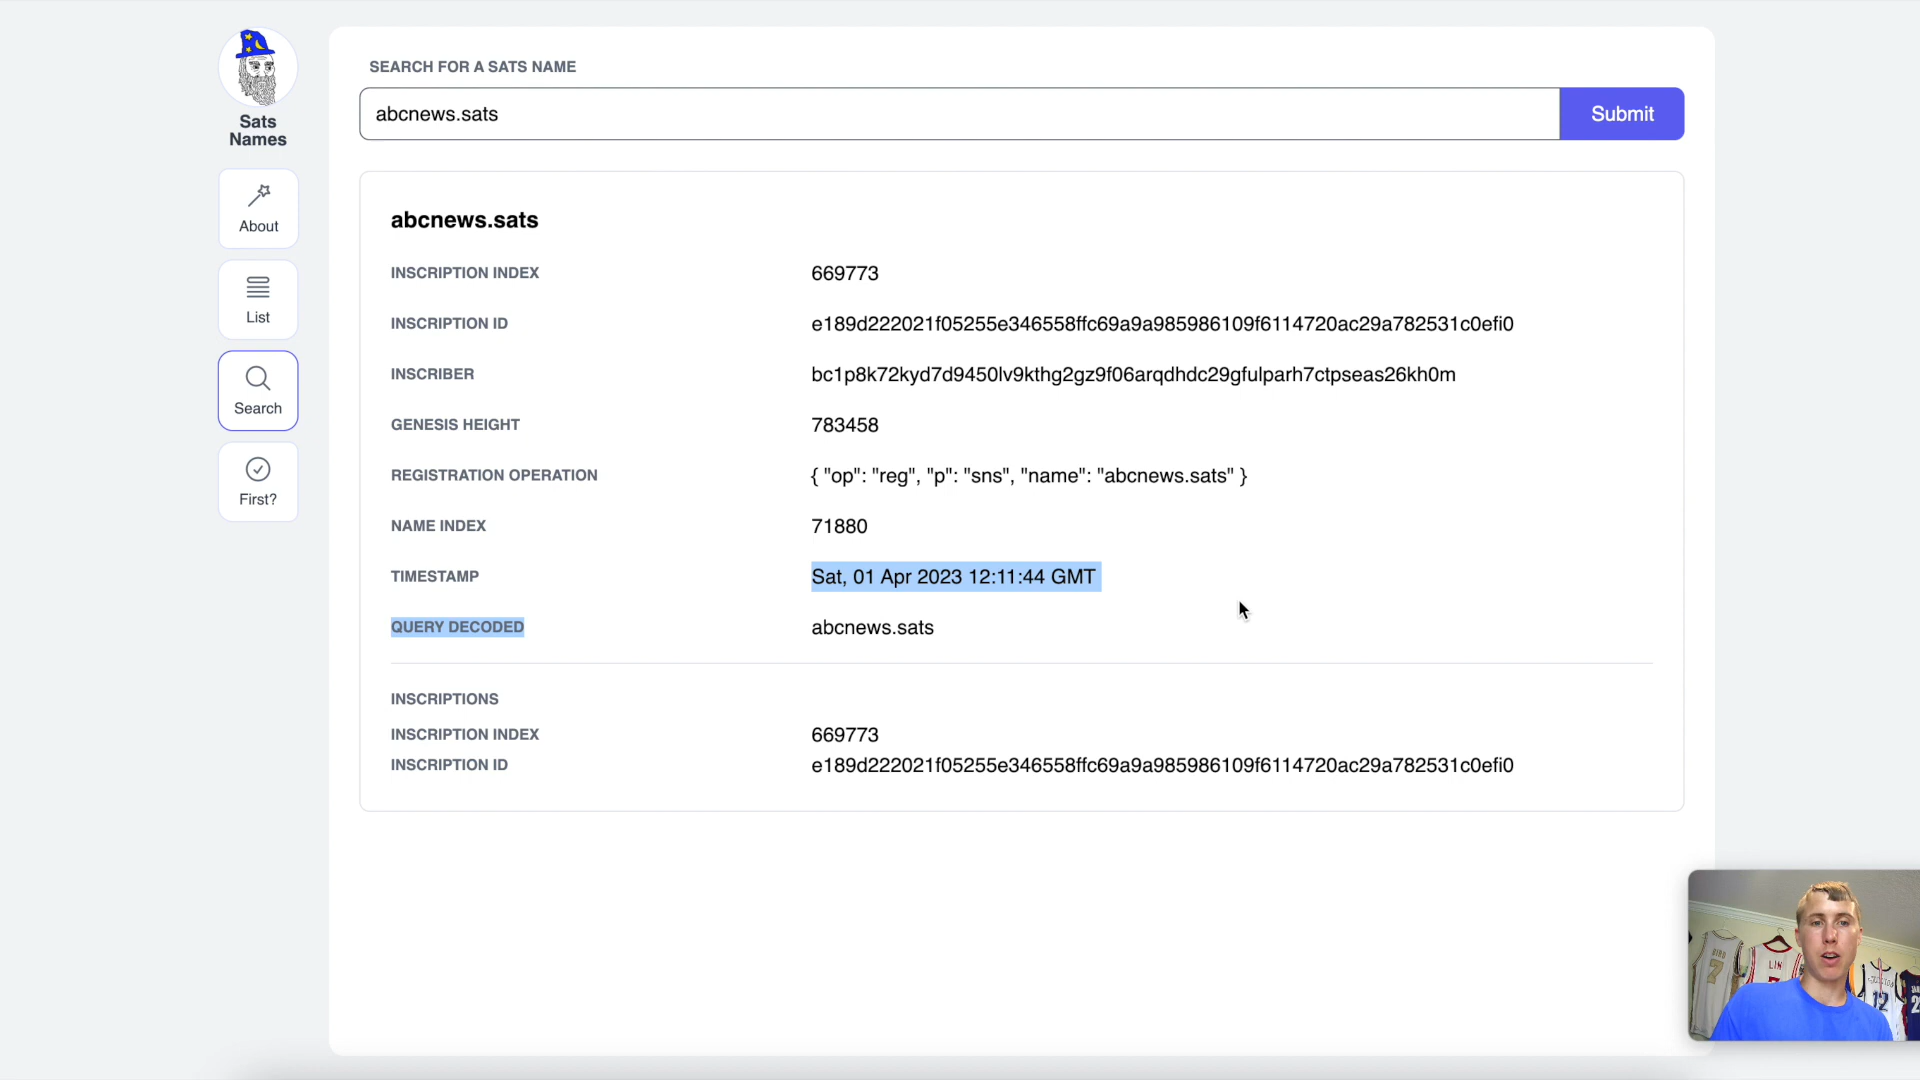 SEARCH FOR A SATS NAME
abcnews.sats
Submit
Sats
Names
About
List
Search
First?
abcnews.sats
INSCRIPTION INDEX 669773
INSCRIPTION ID e189d222021f05255e346558ffc69a9a985986109f6114720ac29a782531c0efi0
INSCRIBER bc1p8k72kyd7d9450lv9kthg2gz9f06arqdhdc29gfulparh7ctpseas26kh0m
GENESIS HEIGHT 783458
REGISTRATION OPERATION { "op": "reg", "p": "sns", "name": "abcnews.sats" }
NAME INDEX 71880
TIMESTAMP Sat, 01 Apr 2023 12:11:44 GMT
QUERY DECODED abcnews.sats
INSCRIPTIONS
INSCRIPTION INDEX 669773
INSCRIPTION ID e189d222021f05255e346558ffc69a9a985986109f6114720ac29a782531c0efi0
LIN
7
12